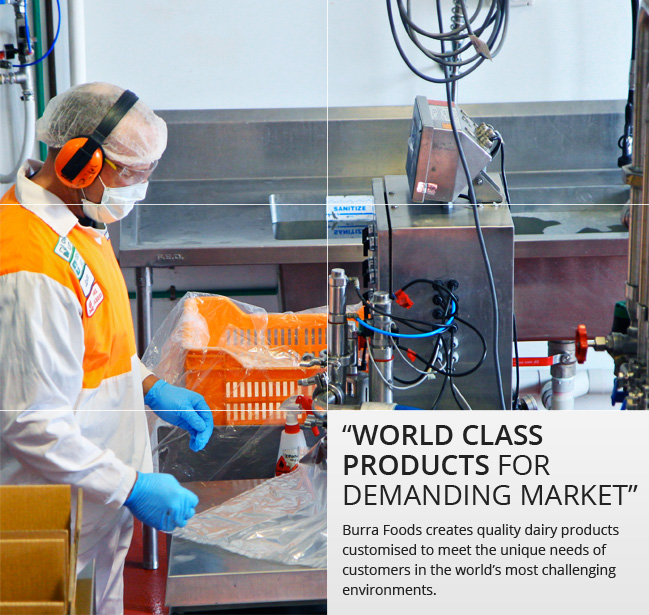 SANITIZE
“WORLD CLASS
PRODUCTS FOR
DEMANDING MARKET”
Burra Foods creates quality dairy products
customised to meet the unique needs of
customers in the world’s most challenging
environments.